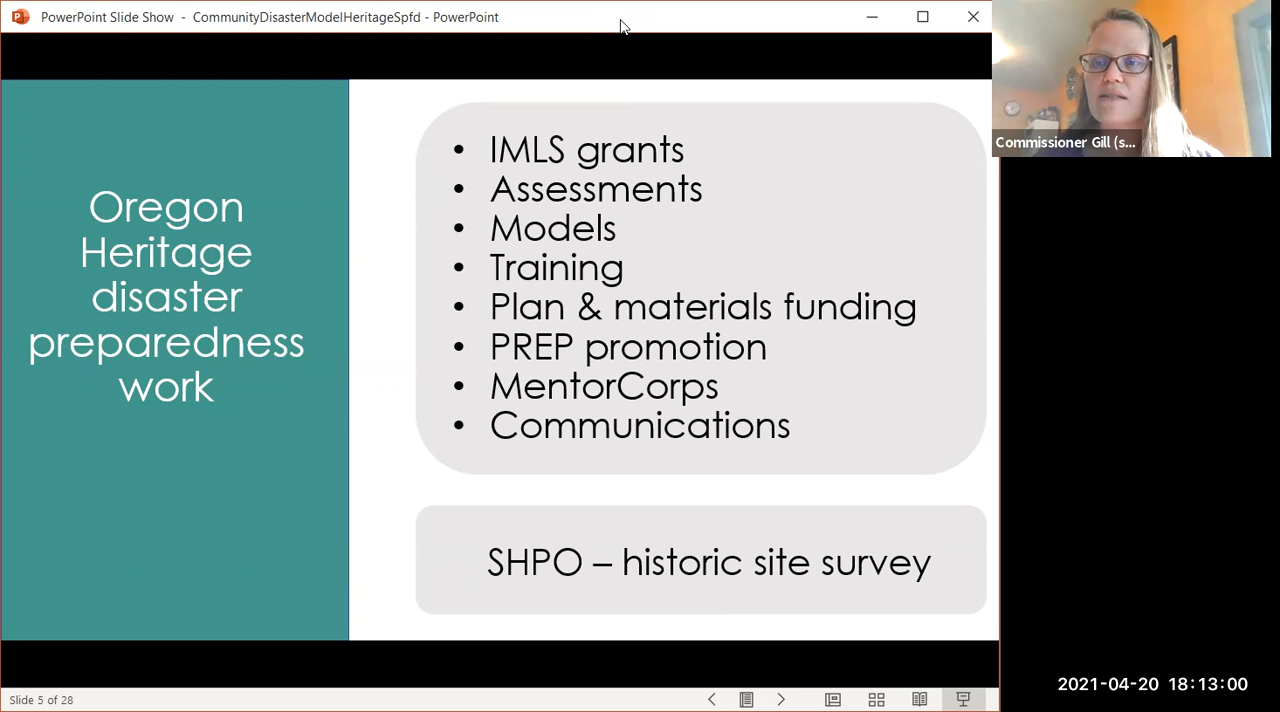 PowerPoint Slide Show - CommunityDisasterModelHeritageSpfd - PowerPoint
Commissioner Gill (s...
Oregon
Heritage
disaster
preparedness
work
• IMLS grants
• Assessments
• Models
• Training
• Plan & materials funding
• PREP promotion
• MentorCorps
• Communications
SHPO – historic site survey
Slide 5 of 28
2021-04-20 18:13:00